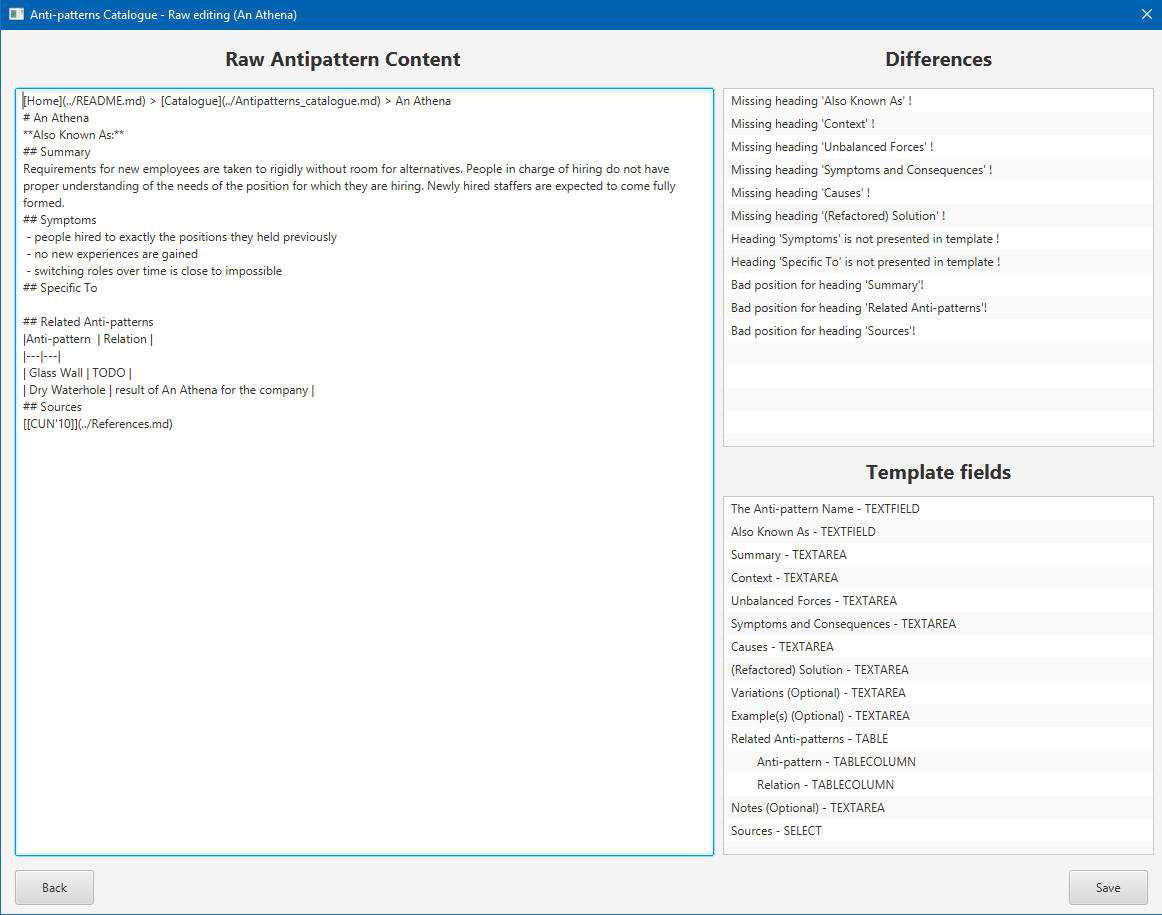 Anti-patterns Catalogue - Raw editing (An Athena)
Raw Antipattern Content
[Home](../README.md) > [Catalogue](../Antipatterns_catalogue.md) > An Athena
# An Athena
**Also Known As:**
## Summary
Requirements for new employees are taken to rigidly without room for alternatives. People in charge of hiring do not have
proper understanding of the needs of the position for which they are hiring. Newly hired staffers are expected to come fully
formed.
## Symptoms
- people hired to exactly the positions they held previously
- no new experiences are gained
- switching roles over time is close to impossible
## Specific To
## Related Anti-patterns
|Anti-pattern  | Relation |
|---|---|
| Glass Wall | TODO |
| Dry Waterhole | result of An Athena for the company |
## Sources
[[CUN'10]](../References.md)
Differences
Missing heading 'Also Known As' !
Missing heading 'Context' !
Missing heading 'Unbalanced Forces' !
Missing heading 'Symptoms and Consequences' !
Missing heading 'Causes' !
Missing heading '(Refactored) Solution' !
Heading 'Symptoms' is not presented in template !
Heading 'Specific To' is not presented in template !
Bad position for heading 'Summary'!
Bad position for heading 'Related Anti-patterns'!
Bad position for heading 'Sources'!
Template fields
The Anti-pattern Name - TEXTFIELD
Also Known As - TEXTFIELD
Summary - TEXTAREA
Context - TEXTAREA
Unbalanced Forces - TEXTAREA
Symptoms and Consequences - TEXTAREA
Causes - TEXTAREA
(Refactored) Solution - TEXTAREA
Variations (Optional) - TEXTAREA
Example(s) (Optional) - TEXTAREA
Related Anti-patterns - TABLE
Anti-pattern - TABLECOLUMN
Relation - TABLECOLUMN
Notes (Optional) - TEXTAREA
Sources - SELECT
Back
Save